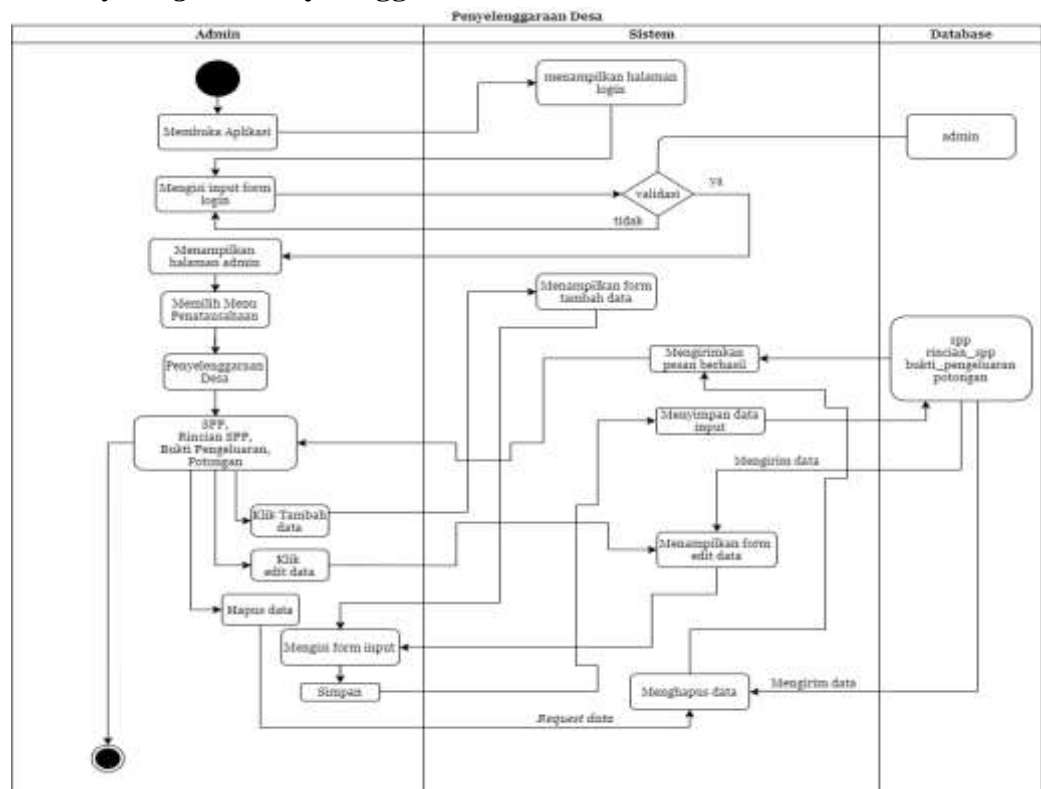 Penyelenggaraan Desa
Admin
Sistem
Database
menampilkan halaman
login
Membuka Aplikasi
admin
Mengisi input form
login
validasi
ya
tidak
Menampilkan
halaman admin
Menampilkan form
tambah data
Memilih Menu
Penatausahaan
spp
rincian_spp
bukti_pengeluaran
potongan
Mengirimkan
pesan berhasil
Penyelenggaraan
Desa
SPP,
Rincian SPP,
Bukti Pengeluaran,
Potongan
Menyimpan data
input
Mengirim data
Klik Tambah
data
Menampilkan form
edit data
Klik
edit data
Hapus data
Mengisi form input
Simpan
Menghapus data
Mengirim data
Request data